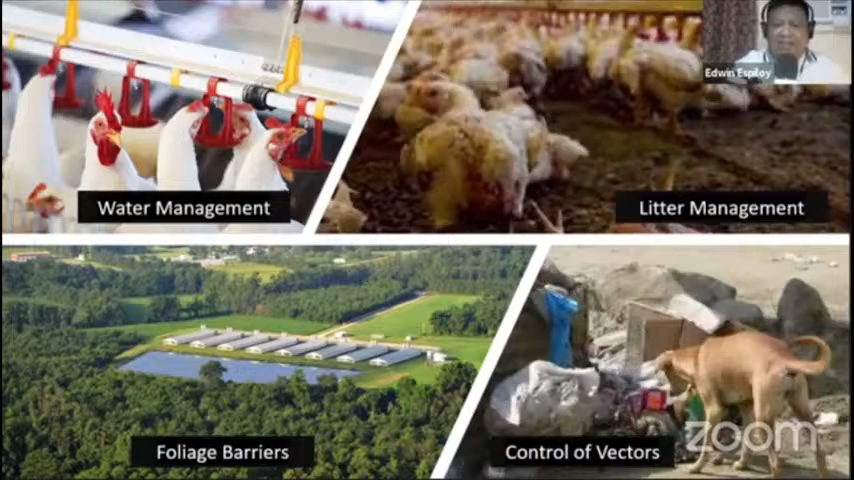 Edwin Espiloy
Water Management
Litter Management
Foliage Barriers
Control of Vectors
zoom